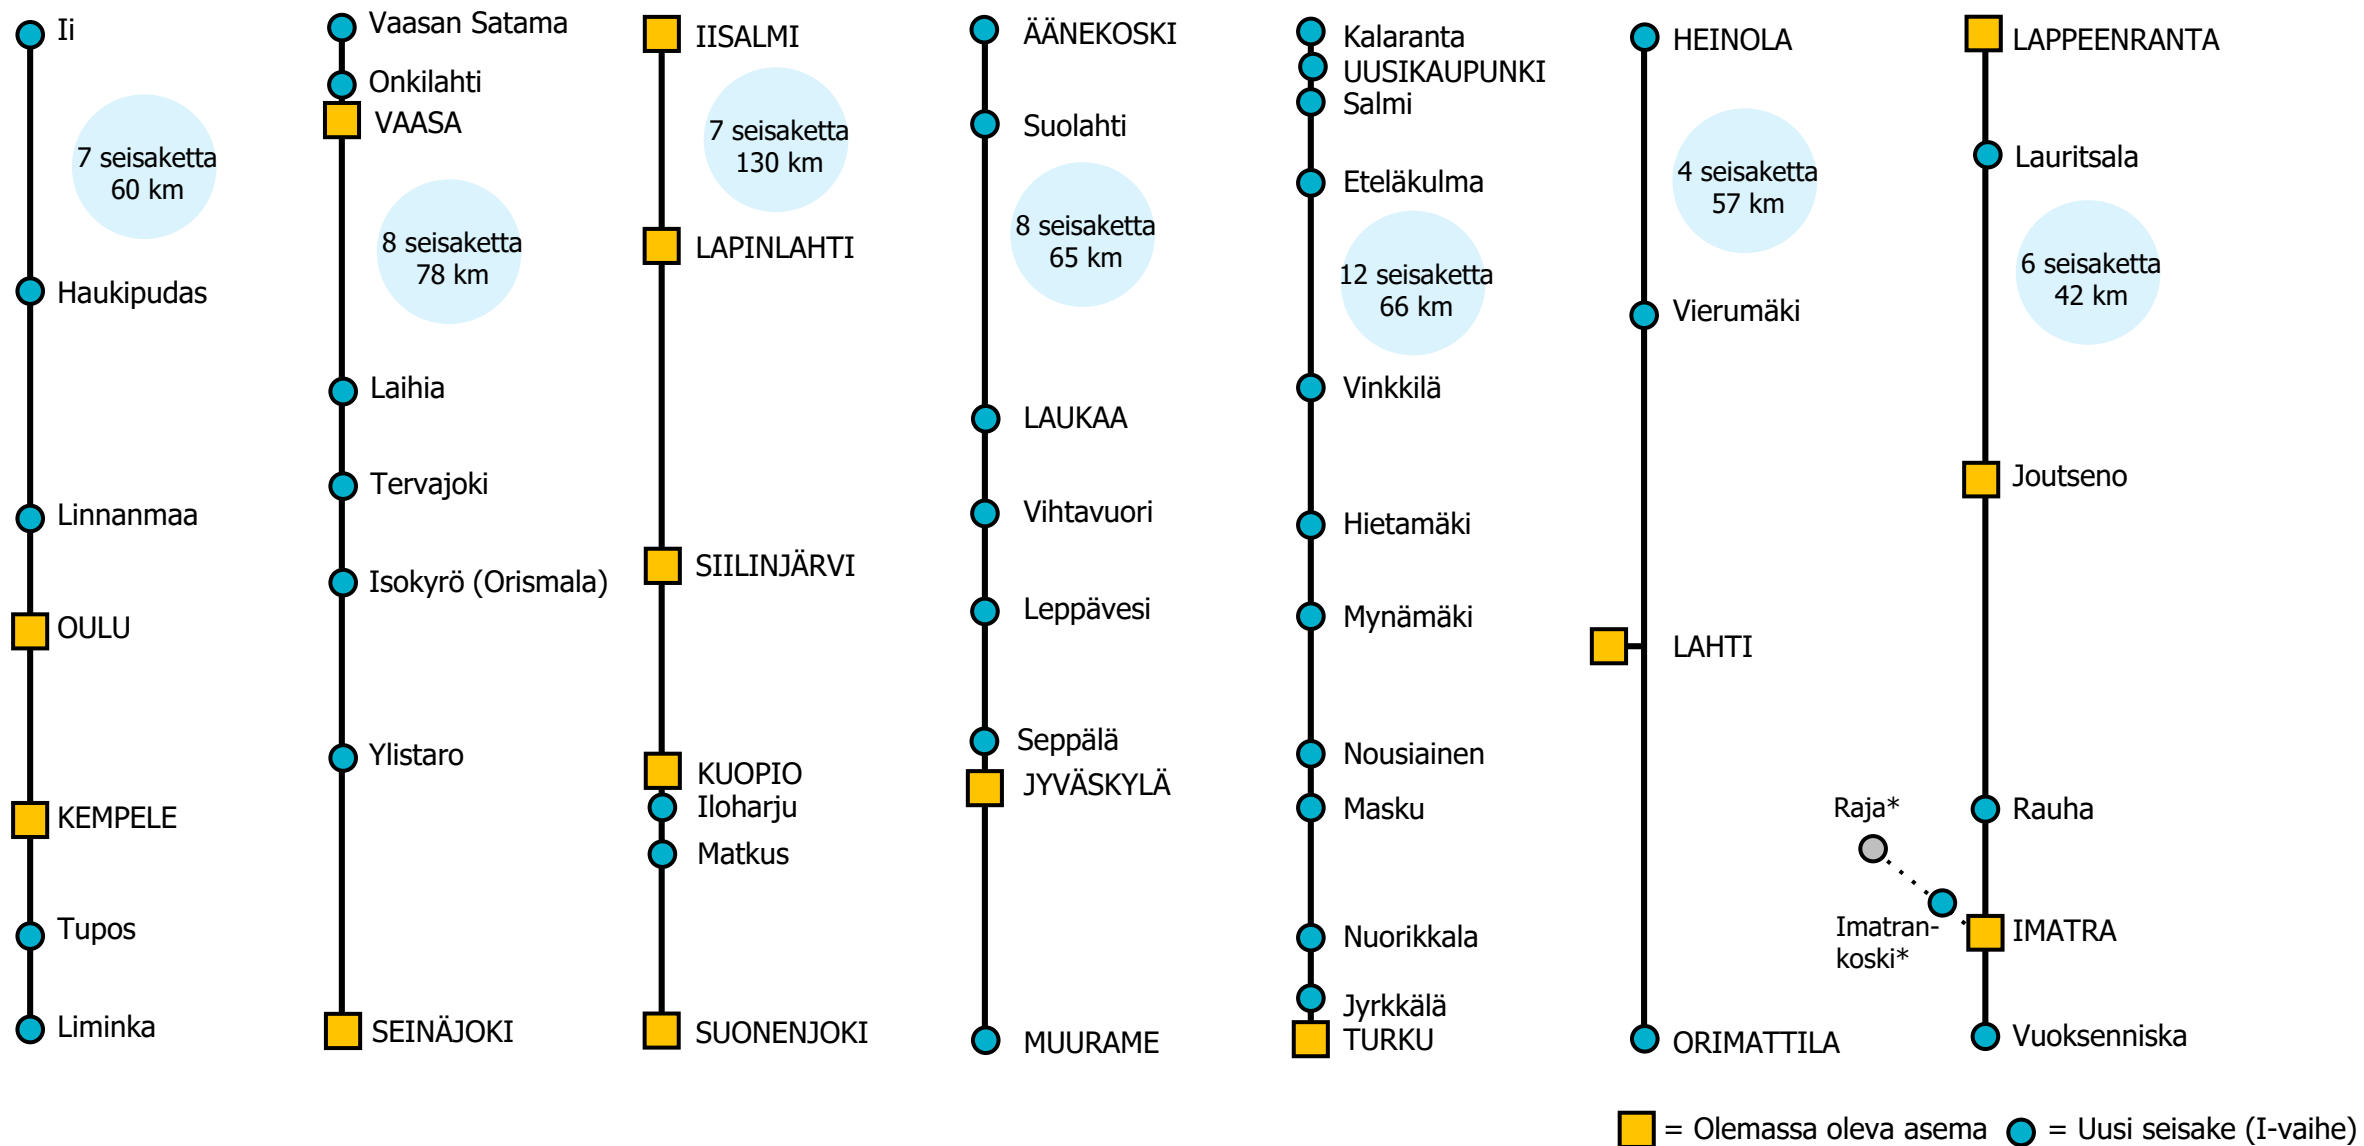 Ii
7 seisaketta
60 km
Haukipudas
Linnanmaa
OULU
KEMPELE
Tupos
Liminka
Vaasan Satama
Onkilahti
VAASA
8 seisaketta
78 km
Laihia
Tervajoki
Isokyrö (Orismala)
Ylistaro
SEINÄJOKI
IISALMI
7 seisaketta
130 km
LAPINLAHTI
SIILINJÄRVI
KUOPIO
Iloharju
Matkus
SUONENJOKI
ÄÄNEKOSKI
Suolahti
8 seisaketta
65 km
LAUKAA
Vihtavuori
Leppävesi
Seppälä
JYVÄSKYLÄ
MUURAME
Kalaranta
UUSIKAUPUNKI
Salmi
Eteläkulma
12 seisaketta
66 km
Vinkkilä
Hietamäki
Mynämäki
Nousiainen
Masku
Nuorikkala
Jyrkkälä
TURKU
HEINOLA
4 seisaketta
57 km
Vierumäki
LAHTI
ORIMATTILA
LAPPEENRANTA
Lauritsala
6 seisaketta
42 km
Joutseno
Rauha
Raja*
Imatran-
koski*
IMATRA
Vuoksenniska
= Olemassa oleva asema
= Uusi seisake (I-vaihe)